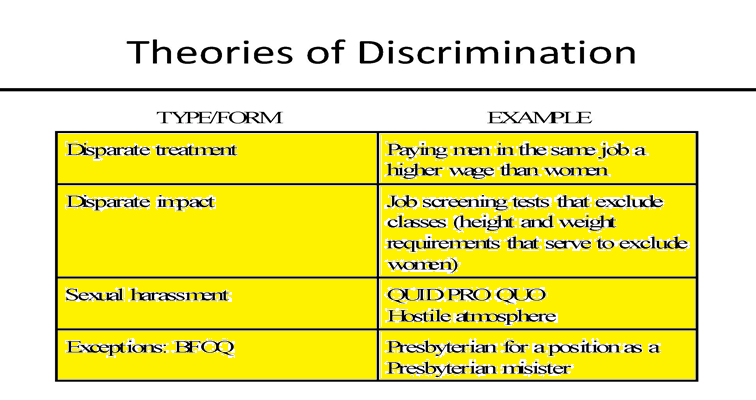 Theories of Discrimination
TYPE/FORM EXAMPLE
Disparate treatment
Paying men in the same job a
higher wage than women
Disparate impact
Job screening tests that exclude
classes (height and weight
requirements that serve to exclude
women)
Sexual harassment
QUID PRO QUO
Hostile atmosphere
Exceptions: BFOQ
Presbyterian for a position as a
Presbyterian misister